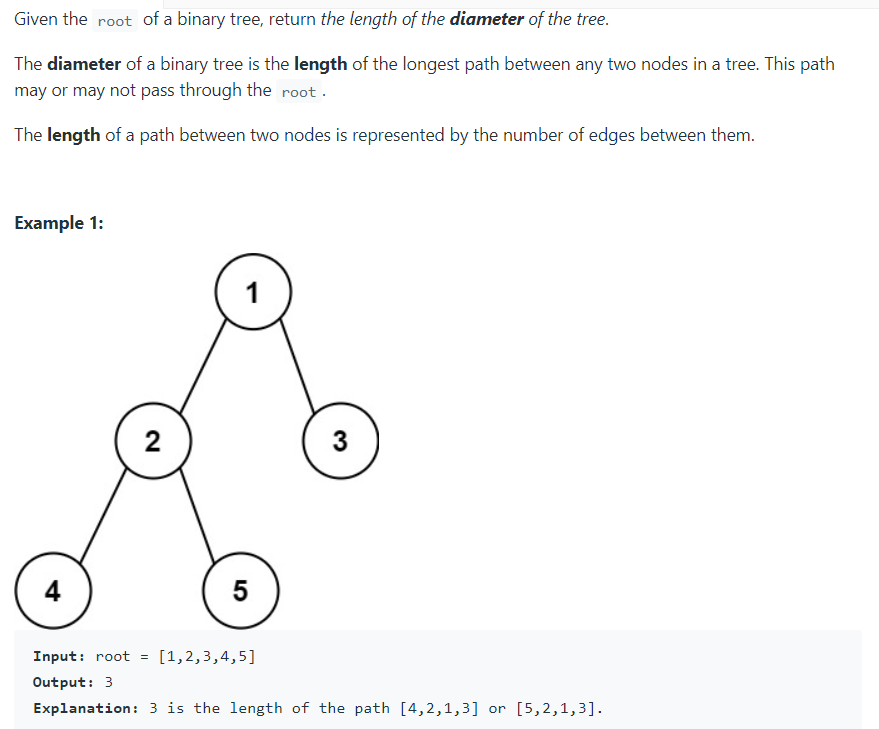 Given the root of a binary tree, return the length of the diameter of the tree.
The diameter of a binary tree is the length of the longest path between any two nodes in a tree. This path
may or may not pass through the root .
The length of a path between two nodes is represented by the number of edges between them.
Example 1:
1
2 3
4 5
Input: root = [1,2,3,4,5]
Output: 3
Explanation: 3 is the length of the path [4,2,1,3] or [5,2,1,3].